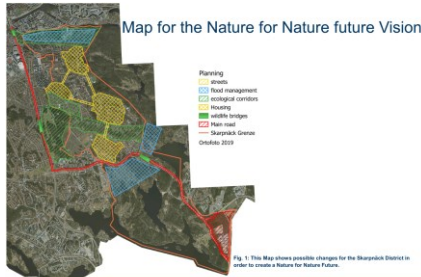 Map for the Nature for Nature future Vision
Planning
streets
flood management
ecological corridors
Housing
wildlife bridges
Main road
Skarpnäck Grenze
Ortofoto 2019
Fig. 1: This Map shows possible changes for the Skarpnäck District in
order to create a Nature for Nature Future.